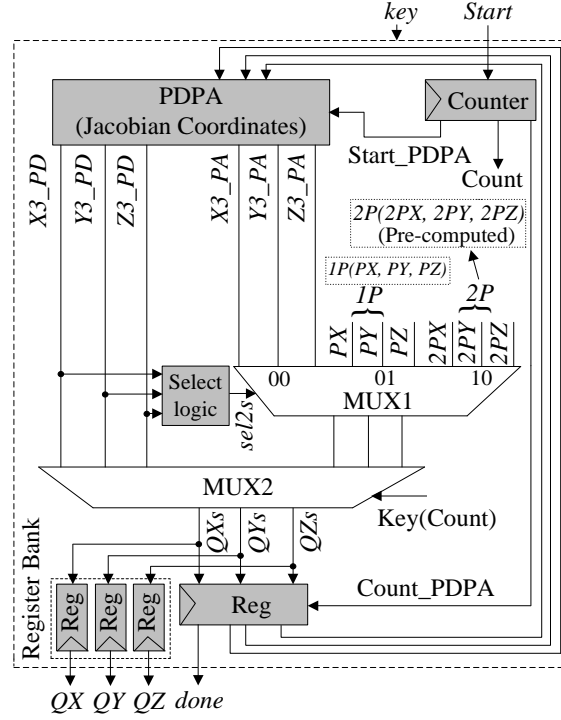 key
Start
PDPA
(Jacobian Coordinates)
Counter
Start_PDPA
Count
X3_PD
Y3_PD
Z3_PD
X3_PA
Y3_PA
Z3_PA
2P(2PX, 2PY, 2PZ)
(Pre-computed)
1P(PX, PY, PZ)
1P
2P
PX
PY
PZ
2PX
2PY
2PZ
Select
logic
sel2s
00
01
10
MUX1
MUX2
Key(Count)
QXs
QYs
QZs
Register Bank
Reg
Reg
Reg
Reg
Count_PDPA
QX
QY
QZ
done